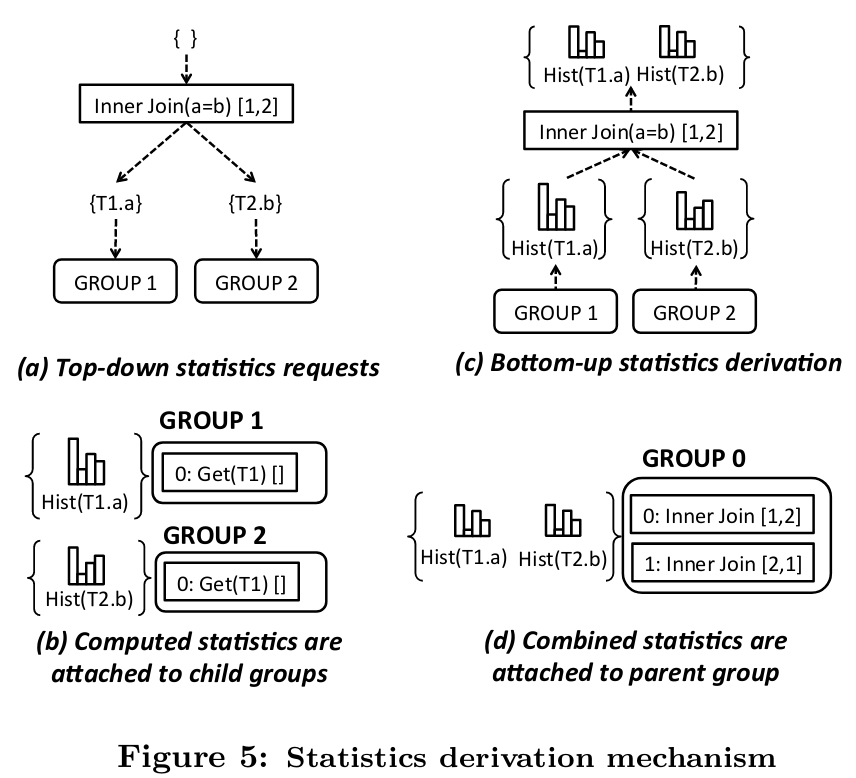 { }
Inner Join(a=b) [1,2]
{T1.a} {T2.b}
GROUP 1 GROUP 2
(a) Top-down statistics requests
{ Hist(T1.a) Hist(T2.b) }
Inner Join(a=b) [1,2]
{ Hist(T1.a) } { Hist(T2.b) }
GROUP 1 GROUP 2
(c) Bottom-up statistics derivation
GROUP 1
{ Hist(T1.a) } 0: Get(T1) []
GROUP 2
{ Hist(T2.b) } 0: Get(T1) []
(b) Computed statistics are
attached to child groups
GROUP 0
0: Inner Join [1,2]
{ Hist(T1.a) Hist(T2.b) }
1: Inner Join [2,1]
(d) Combined statistics are
attached to parent group
Figure 5: Statistics derivation mechanism